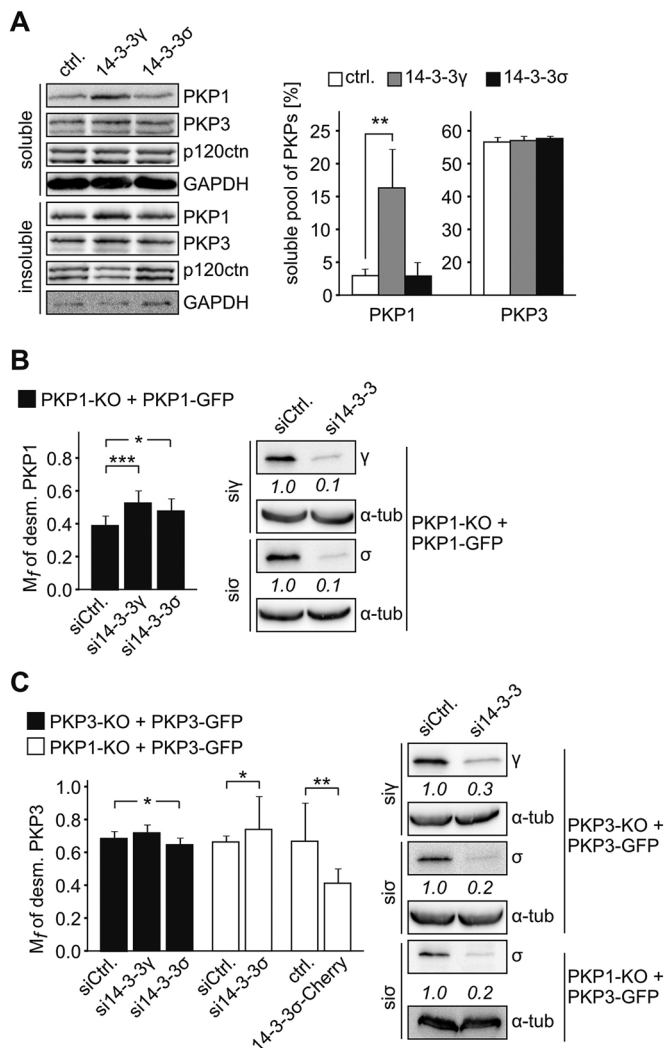 A
ctrl.
14-3-3γ
14-3-3σ
soluble
PKP1
PKP3
p120ctn
GAPDH
insoluble
PKP1
PKP3
p120ctn
GAPDH
ctrl. 14-3-3γ 14-3-3σ
soluble pool of PKPs [%]
25
20
15
10
5
0
**
PKP1
60
50
40
30
20
PKP3
B
PKP1-KO + PKP1-GFP
Mf of desm. PKP1
0.8
0.6
0.4
0.2
0.0
*
***
siCtrl.
si14-3-3γ
si14-3-3σ
siCtrl.
si14-3-3
siγ
γ
1.0 0.1
α-tub
siσ
σ
1.0 0.1
α-tub
PKP1-KO +
PKP1-GFP
C
PKP3-KO + PKP3-GFP
PKP1-KO + PKP3-GFP
Mf of desm. PKP3
1.0
0.8
0.6
0.4
0.2
0.0
*
*
**
siCtrl.
si14-3-3γ
si14-3-3σ
siCtrl.
si14-3-3σ
ctrl.
14-3-3σ-Cherry
siCtrl.
si14-3-3
siγ
γ
1.0 0.3
α-tub
siσ
σ
1.0 0.2
α-tub
PKP3-KO +
PKP3-GFP
siσ
σ
1.0 0.2
α-tub
PKP1-KO +
PKP3-GFP